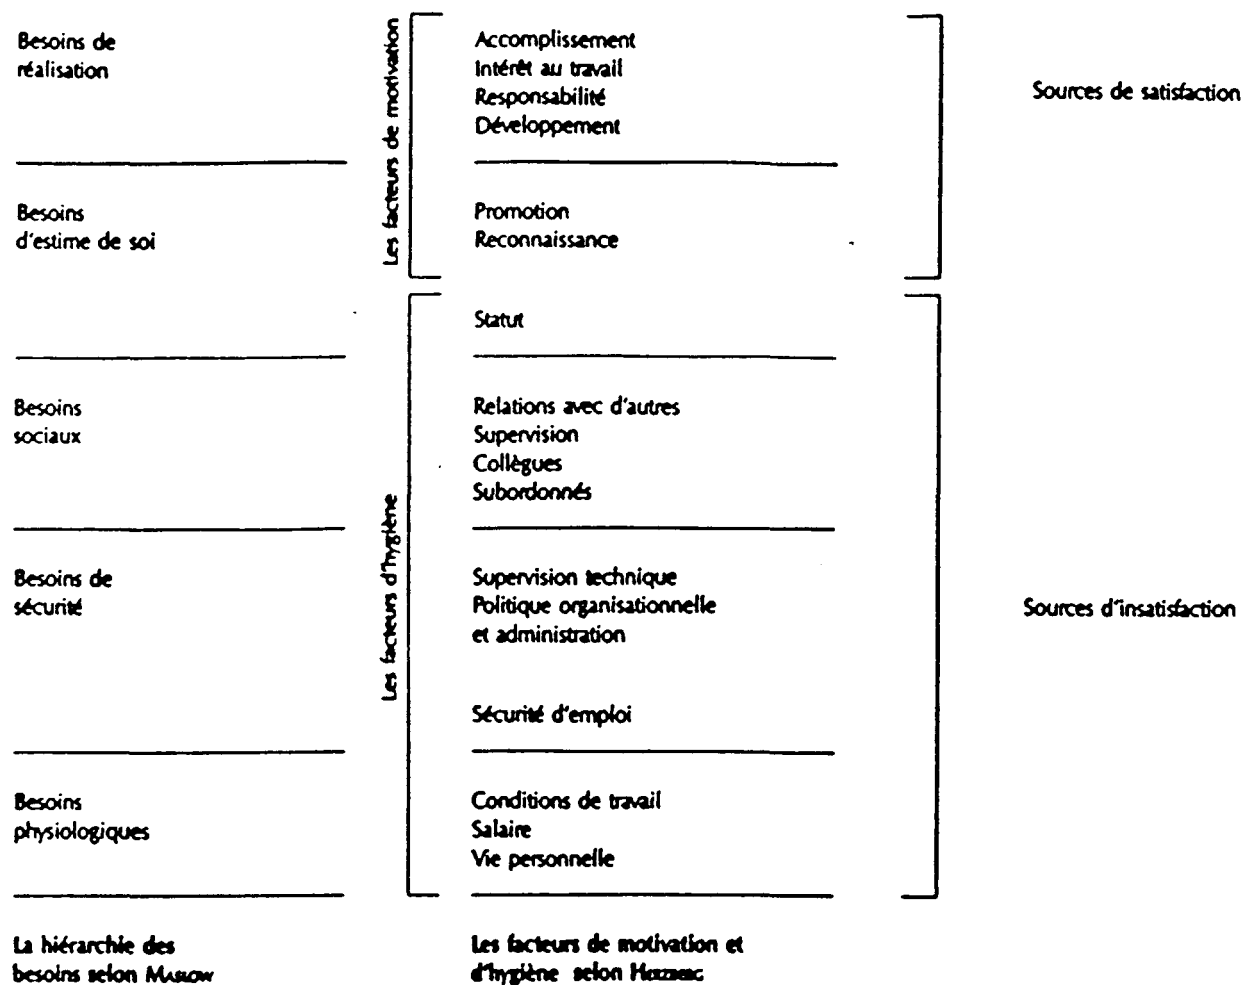 Besoins de
réalisation
Les facteurs de motivation
Accomplissement
Intérêt au travail
Responsabilité
Développement
Sources de satisfaction
Besoins
d'estime de soi
Promotion
Reconnaissance
Statut
Besoins
sociaux
Relations avec d'autres
Supervision
Collègues
Subordonnés
Les facteurs d'hygiène
Besoins de
sécurité
Supervision technique
Politique organisationnelle
et administration
Sécurité d'emploi
Sources d'insatisfaction
Besoins
physiologiques
Conditions de travail
Salaire
Vie personnelle
La hiérarchie des
besoins selon MASLOW
Les facteurs de motivation et
d'hygiène selon